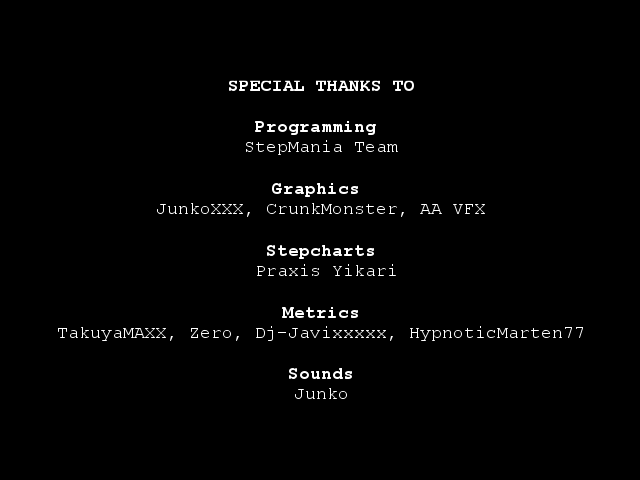 SPECIAL THANKS TO
Programming
StepMania Team
Graphics
JunkoXXX, CrunkMonster, AA VFX
Stepcharts
Praxis Yikari
Metrics
TakuyaMAXX, Zero, Dj-Javixxxxx, HypnoticMarten77
Sounds
Junko